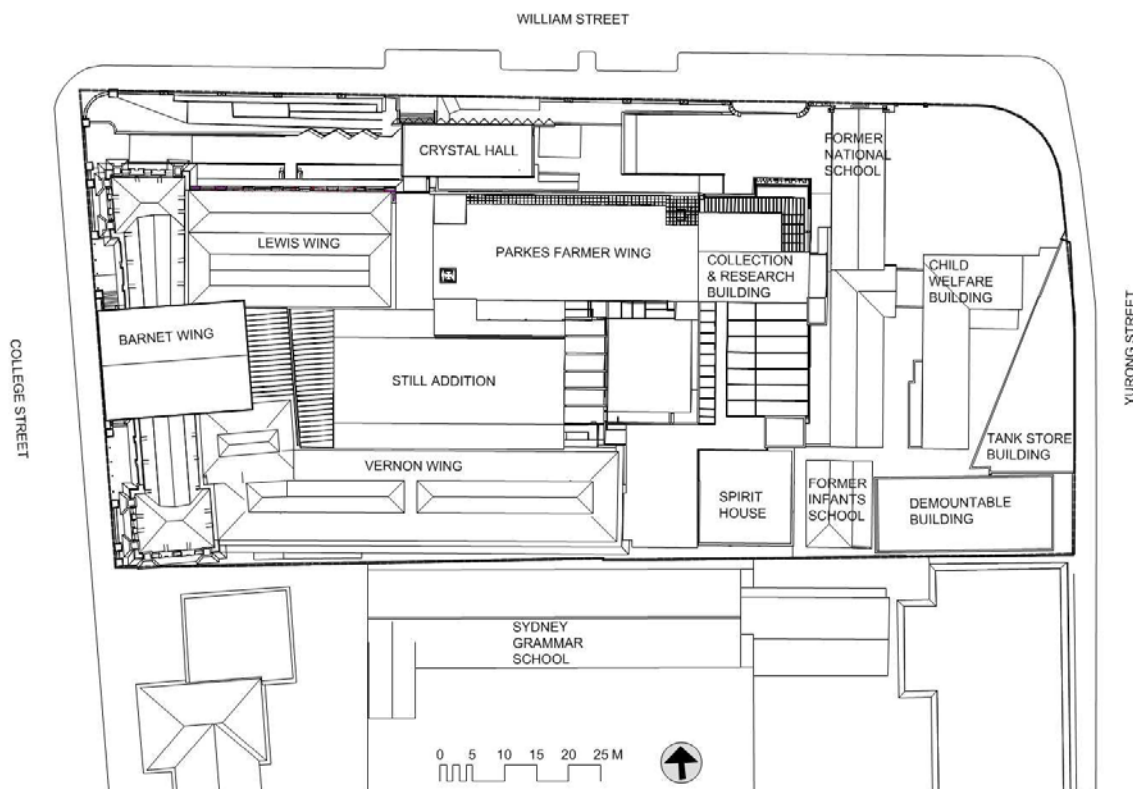 WILLIAM STREET
CRYSTAL HALL
FORMER
NATIONAL
SCHOOL
LEWIS WING
PARKES FARMER WING
COLLECTION
& RESEARCH
BUILDING
CHILD
WELFARE
BUILDING
BARNET WING
COLLEGE STREET
YURONG STREET
STILL ADDITION
TANK STORE
BUILDING
VERNON WING
SPIRIT
HOUSE
FORMER
INFANTS
SCHOOL
DEMOUNTABLE
BUILDING
SYDNEY
GRAMMAR
SCHOOL
0 5 10 15 20 25 M